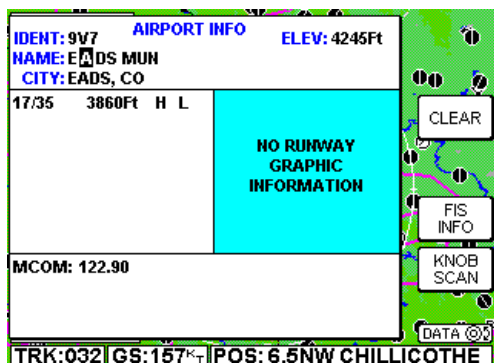 AIRPORT INFO
IDENT: 9V7 ELEV: 4245Ft
NAME: EADS MUN
CITY: EADS, CO
17/35 3860Ft H L
NO RUNWAY
GRAPHIC
INFORMATION
MCOM: 122.90
CLEAR
FIS
INFO
KNOB
SCAN
DATA
TRK:032 GS:157KT POS: 6.5NW CHILLICOTHE